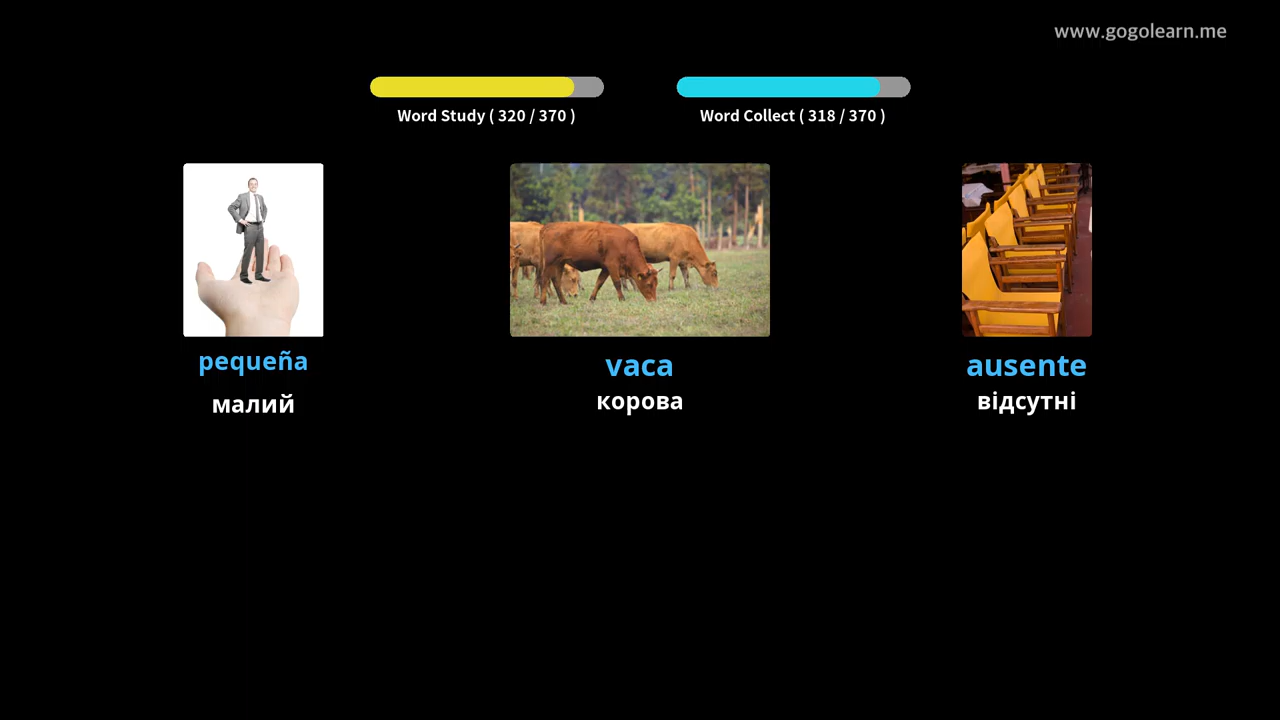 www.gogolearn.me
Word Study ( 320 / 370 )
Word Collect ( 318 / 370 )
pequeña
малий
vaca
корова
ausente
відсутні